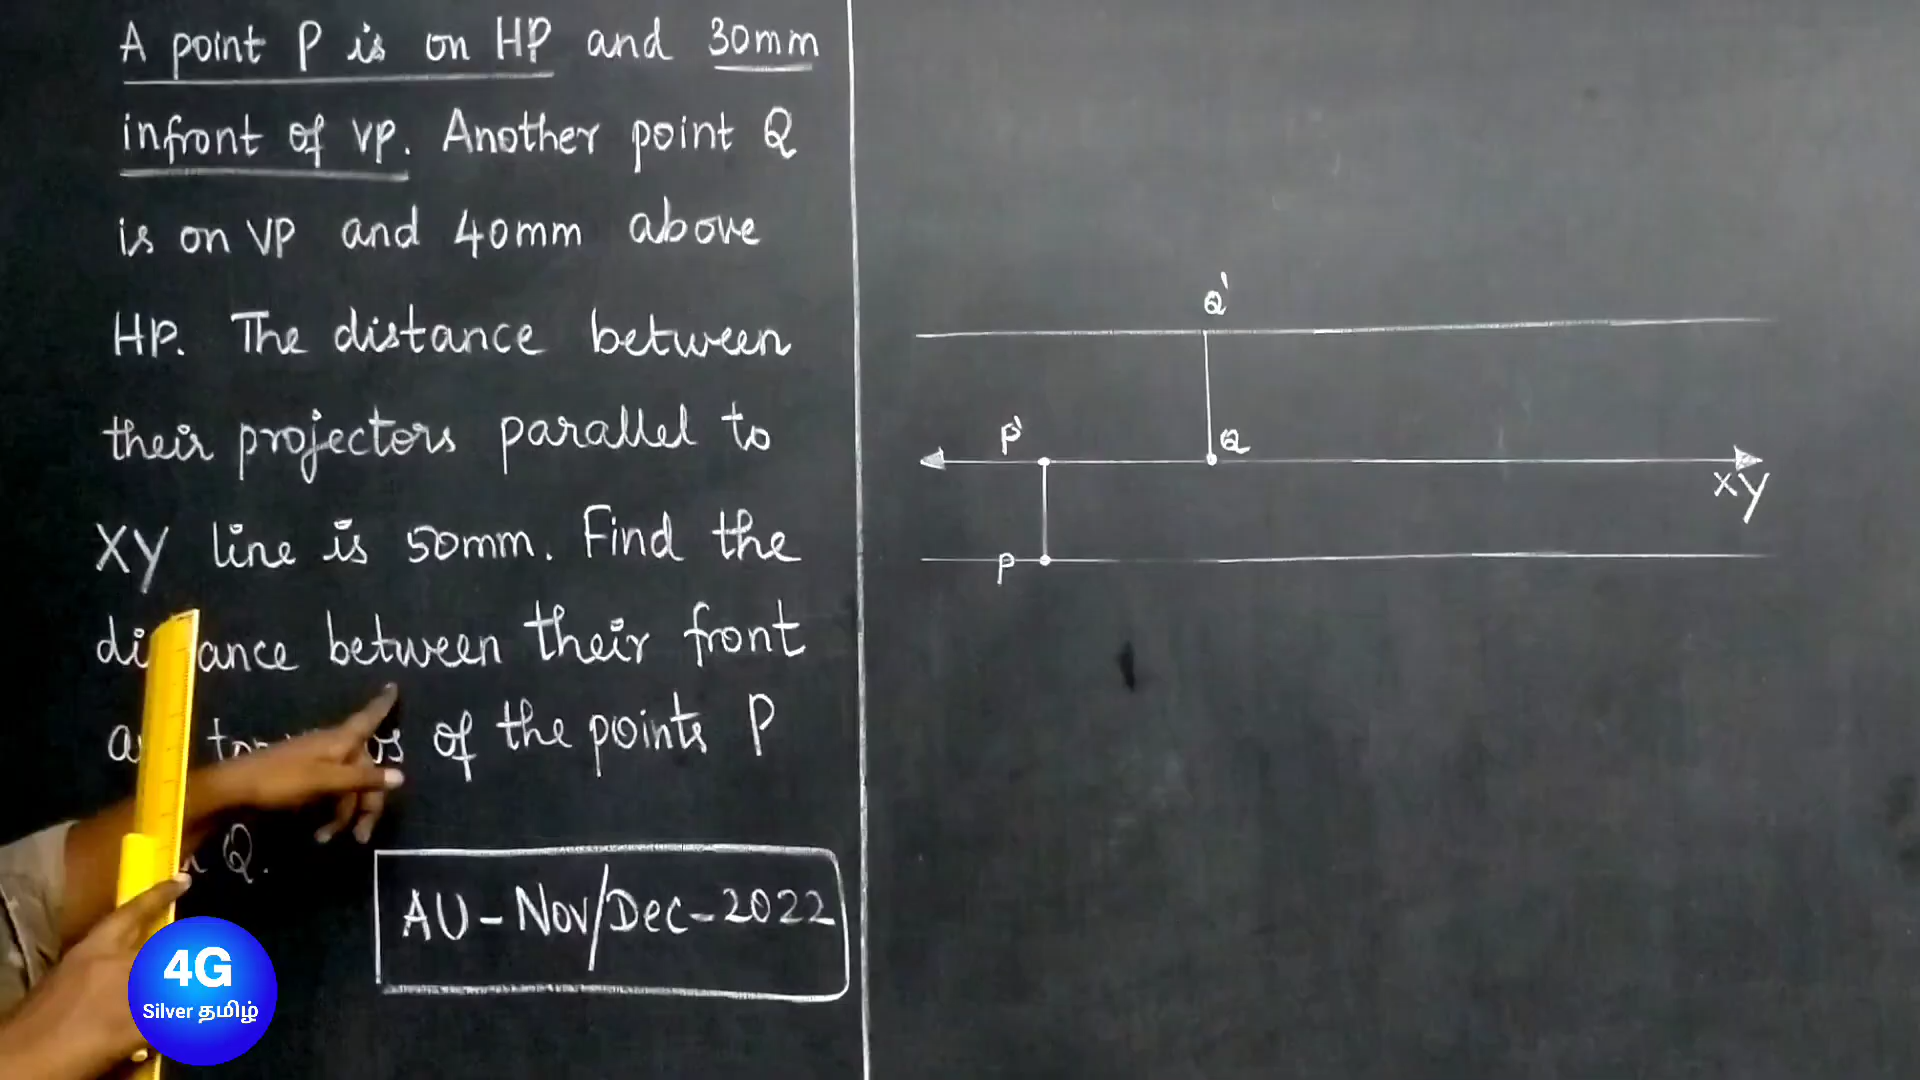 A point P is on HP and 30mm
infront of VP. Another point Q
is on VP and 40mm above
HP. The distance between
their projectors parallel to
XY line is 50mm. Find the
between their front
of the points P
Q.
AU-Nov/Dec-2022
4G
Silver தமிழ்
Q'
P'
Q
XY
P